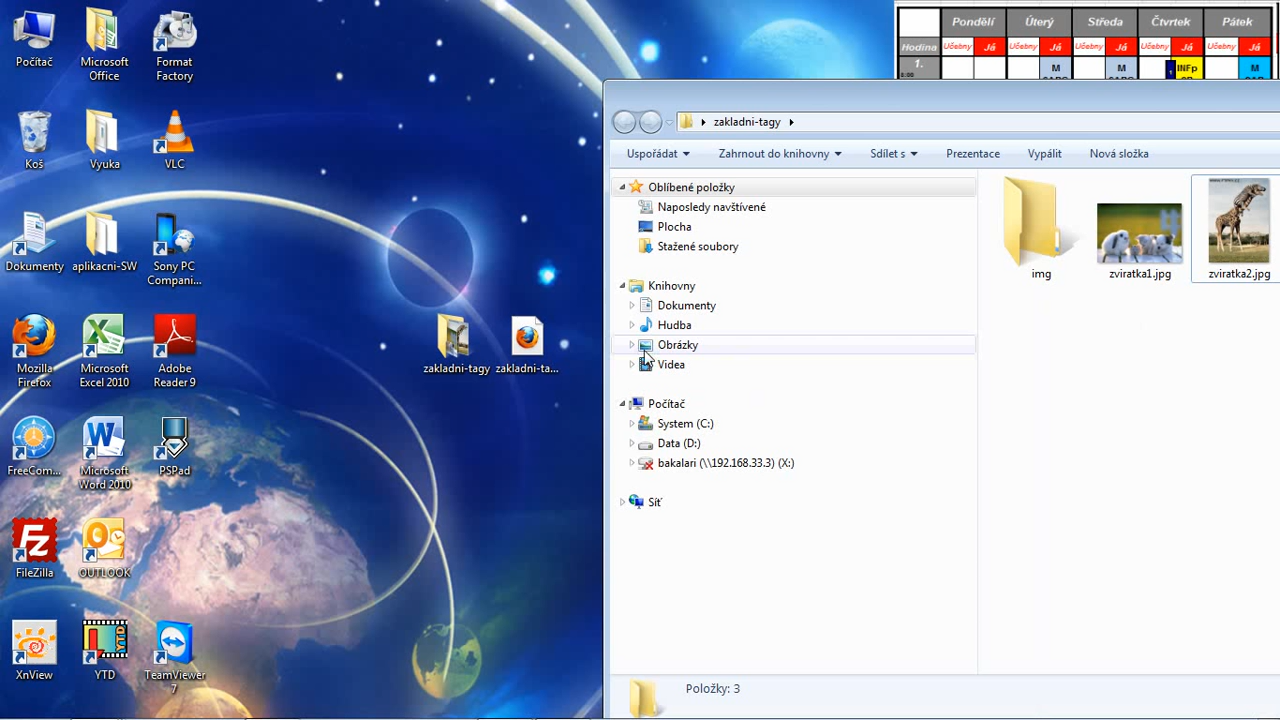 Počítač
Microsoft
Office
Format
Factory
Koš
Vyuka
VLC
Dokumenty
aplikacni-SW
Sony PC
Compani...
Mozilla
Firefox
Microsoft
Excel 2010
Adobe
Reader 9
FreeCom...
Microsoft
Word 2010
PSPad
FileZilla
OUTLOOK
XnView
YTD
TeamViewer
7
zakladni-tagy
zakladni-ta...
Pondělí
Úterý
Středa
Čtvrtek
Pátek
Hodina
Učebny
Já
Učebny
Já
Učebny
Já
Učebny
Já
Učebny
Já
1.
8:00
M
M
1
INFp
M
zakladni-tagy
Uspořádat
Zahrnout do knihovny
Sdílet s
Prezentace
Vypálit
Nová složka
Oblíbené položky
Naposledy navštívené
Plocha
Stažené soubory
Knihovny
Dokumenty
Hudba
Obrázky
Videa
Počítač
System (C:)
Data (D:)
bakalari (\\192.168.33.3) (X:)
Síť
img
zviratka1.jpg
zviratka2.jpg
Položky: 3